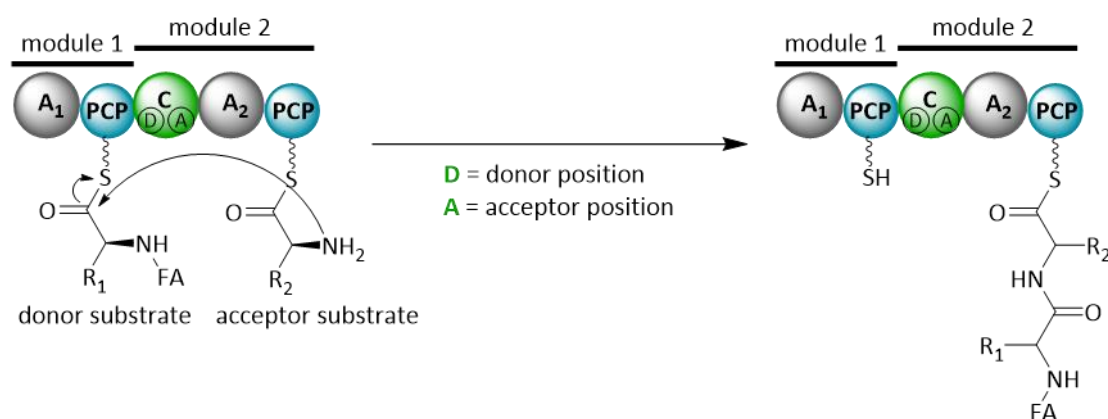 module 1
module 2
A1 PCP C D A A2 PCP
S
S
O
NH
R1
FA
O
NH2
R2
donor substrate
acceptor substrate
D = donor position
A = acceptor position
module 1
module 2
A1 PCP C D A A2 PCP
SH
S
O
R2
HN
O
R1
NH
FA